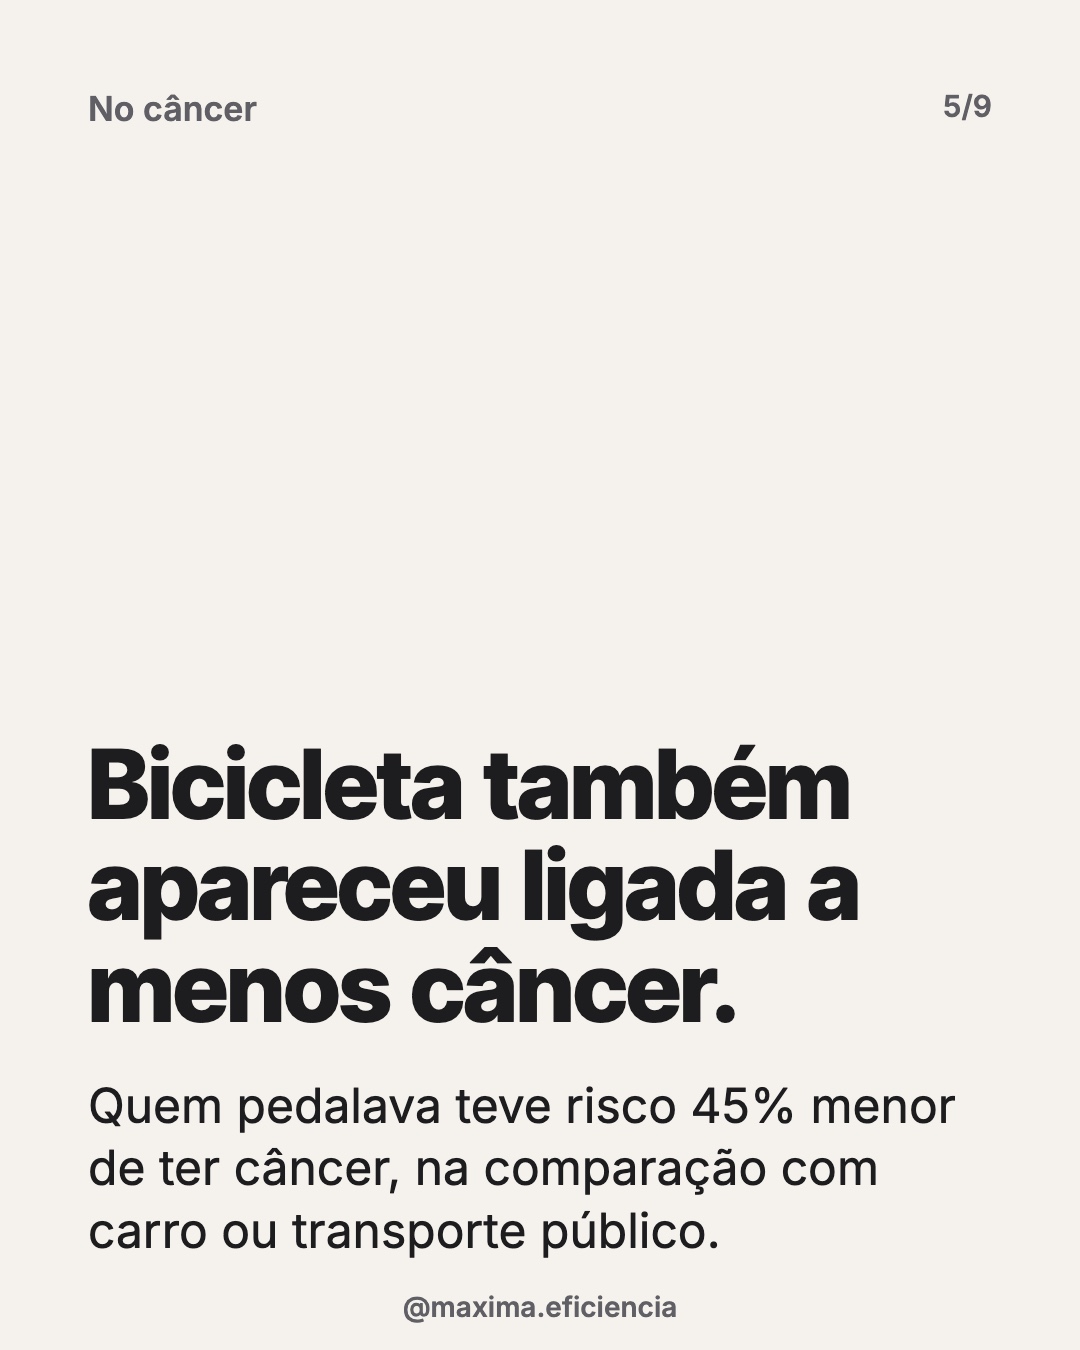 No câncer
5/9
Bicicleta também
apareceu ligada a
menos câncer.
Quem pedalava teve risco 45% menor
de ter câncer, na comparação com
carro ou transporte público.
@maxima.eficiencia